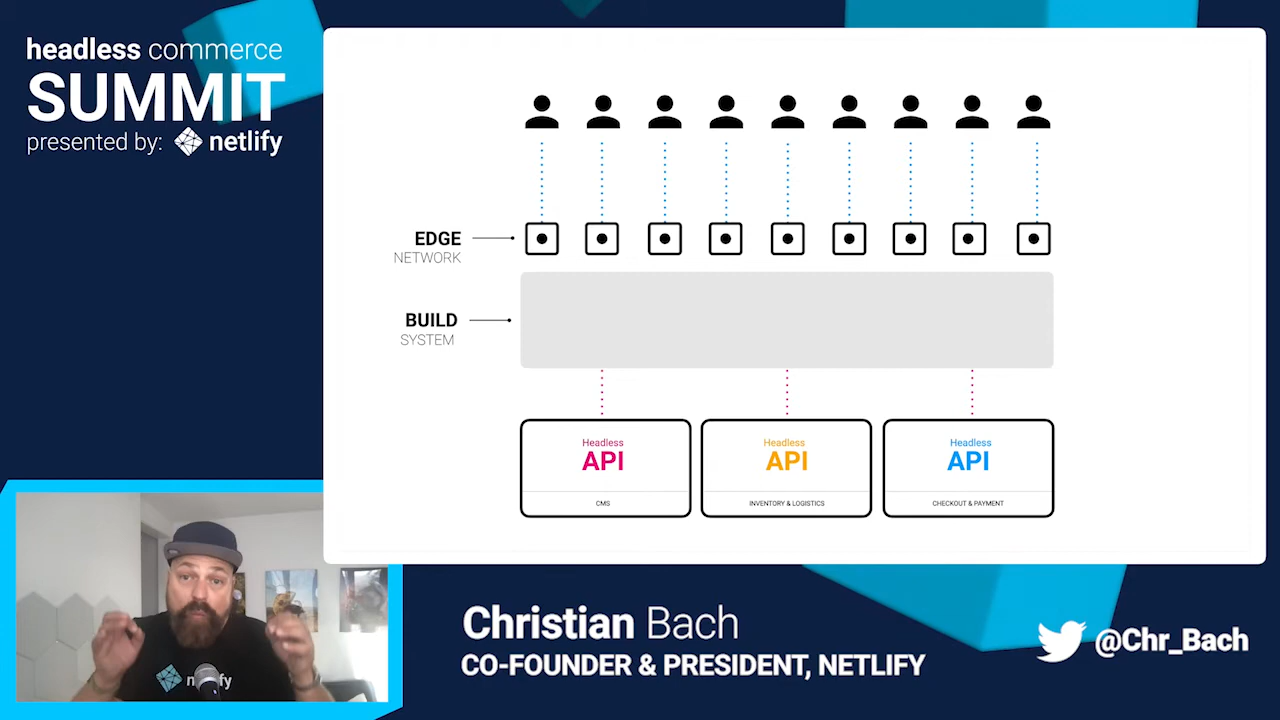 headless commerce
SUMMIT
presented by: netlify
EDGE
NETWORK
BUILD
SYSTEM
Headless
API
CMS
Headless
API
INVENTORY & LOGISTICS
Headless
API
CHECKOUT & PAYMENT
netlify
Christian Bach
CO-FOUNDER & PRESIDENT, NETLIFY
@Chr_Bach